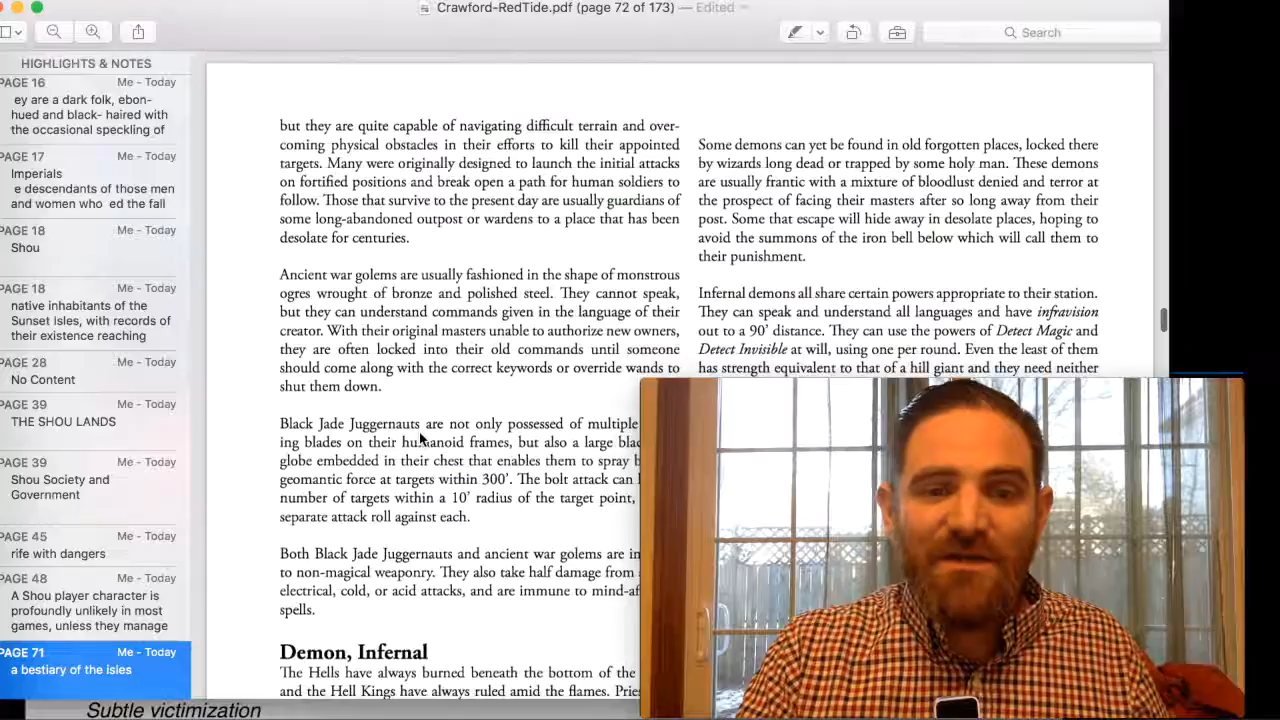 Crawford-RedTide.pdf (page 72 of 173) — Edited
Search
HIGHLIGHTS & NOTES
PAGE 16 Me - Today
ey are a dark folk, ebon-
hued and black- haired with
the occasional speckling of
PAGE 17 Me - Today
Imperials
e descendants of those men
and women who ed the fall
PAGE 18 Me - Today
Shou
PAGE 18 Me - Today
native inhabitants of the
Sunset Isles, with records of
their existence reaching
PAGE 28 Me - Today
No Content
PAGE 39 Me - Today
THE SHOU LANDS
PAGE 39 Me - Today
Shou Society and
Government
PAGE 45 Me - Today
rife with dangers
PAGE 48 Me - Today
A Shou player character is
profoundly unlikely in most
games, unless they manage
PAGE 71 Me - Today
a bestiary of the isles
Subtle victimization
but they are quite capable of navigating difficult terrain and over-
coming physical obstacles in their efforts to kill their appointed
targets. Many were originally designed to launch the initial attacks
on fortified positions and break open a path for human soldiers to
follow. Those that survive to the present day are usually guardians of
some long-abandoned outpost or wardens to a place that has been
desolate for centuries.
Ancient war golems are usually fashioned in the shape of monstrous
ogres wrought of bronze and polished steel. They cannot speak,
but they can understand commands given in the language of their
creator. With their original masters unable to authorize new owners,
they are often locked into their old commands until someone
should come along with the correct keywords or override wands to
shut them down.
Black Jade Juggernauts are not only possessed of multiple
ing blades on their humanoid frames, but also a large
globe embedded in their chest that enables them to spray
geomantic force at targets within 300'. The bolt attack can
number of targets within a 10' radius of the target point,
separate attack roll against each.
Both Black Jade Juggernauts and ancient war golems are
to non-magical weaponry. They also take half damage from
electrical, cold, or acid attacks, and are immune to
spells.
Demon, Infernal
The Hells have always burned beneath the bottom of the
and the Hell Kings have always ruled amid the flames.
Some demons can yet be found in old forgotten places, locked there
by wizards long dead or trapped by some holy man. These demons
are usually frantic with a mixture of bloodlust denied and terror at
the prospect of facing their masters after so long away from their
post. Some that escape will hide away in desolate places, hoping to
avoid the summons of the iron bell below which will call them to
their punishment.
Infernal demons all share certain powers appropriate to their station.
They can speak and understand all languages and have infravision
out to a 90' distance. They can use the powers of Detect Magic and
Detect Invisible at will, using one per round. Even the least of them
has strength equivalent to that of a hill giant and they need neither